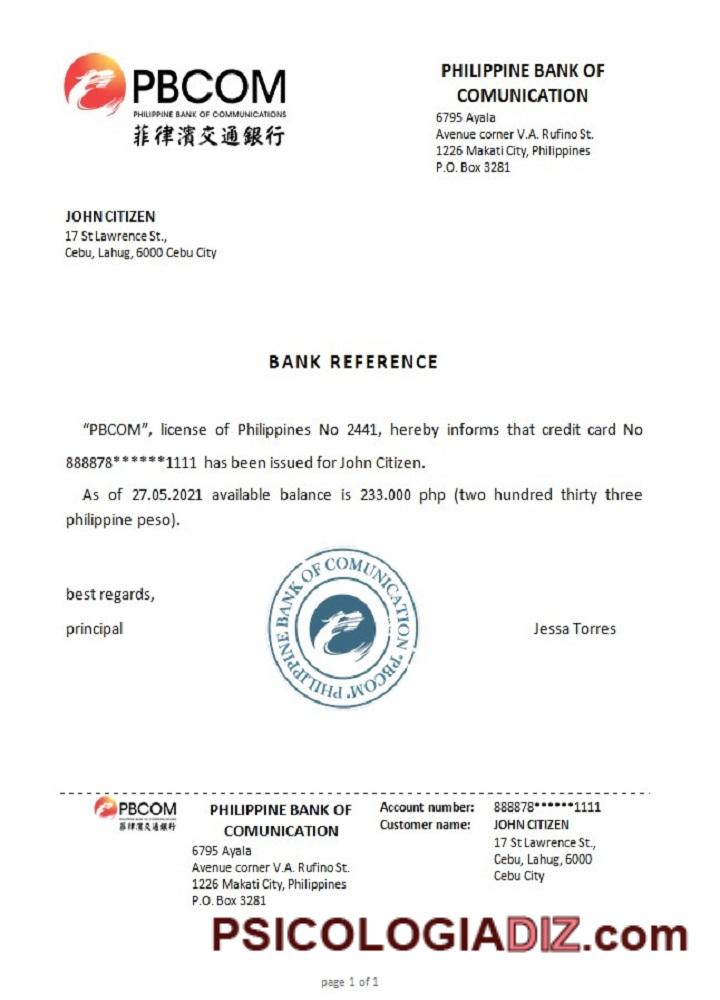 PBCOM
PHILIPPINE BANK OF COMMUNICATIONS
菲律濱交通銀行
PHILIPPINE BANK OF
COMUNICATION
6795 Ayala
Avenue corner V.A. Rufino St.
1226 Makati City, Philippines
P.O. Box 3281
JOHN CITIZEN
17 St Lawrence St.,
Cebu, Lahug, 6000 Cebu City
BANK REFERENCE
“PBCOM”, license of Philippines No 2441, hereby informs that credit card No
888878******1111 has been issued for John Citizen.
As of 27.05.2021 available balance is 233.000 php (two hundred thirty three
philippine peso).
best regards,
principal
PHILIPPINE BANK OF COMUNICATION "PBCOM"
Jessa Torres
PBCOM
菲律濱交通銀行
PHILIPPINE BANK OF
COMUNICATION
6795 Ayala
Avenue corner V.A. Rufino St.
1226 Makati City, Philippines
P.O. Box 3281
Account number: 888878******1111
Customer name: JOHN CITIZEN
17 St Lawrence St.,
Cebu, Lahug, 6000
Cebu City
PSICOLOGIADIZ.com
page 1 of 1